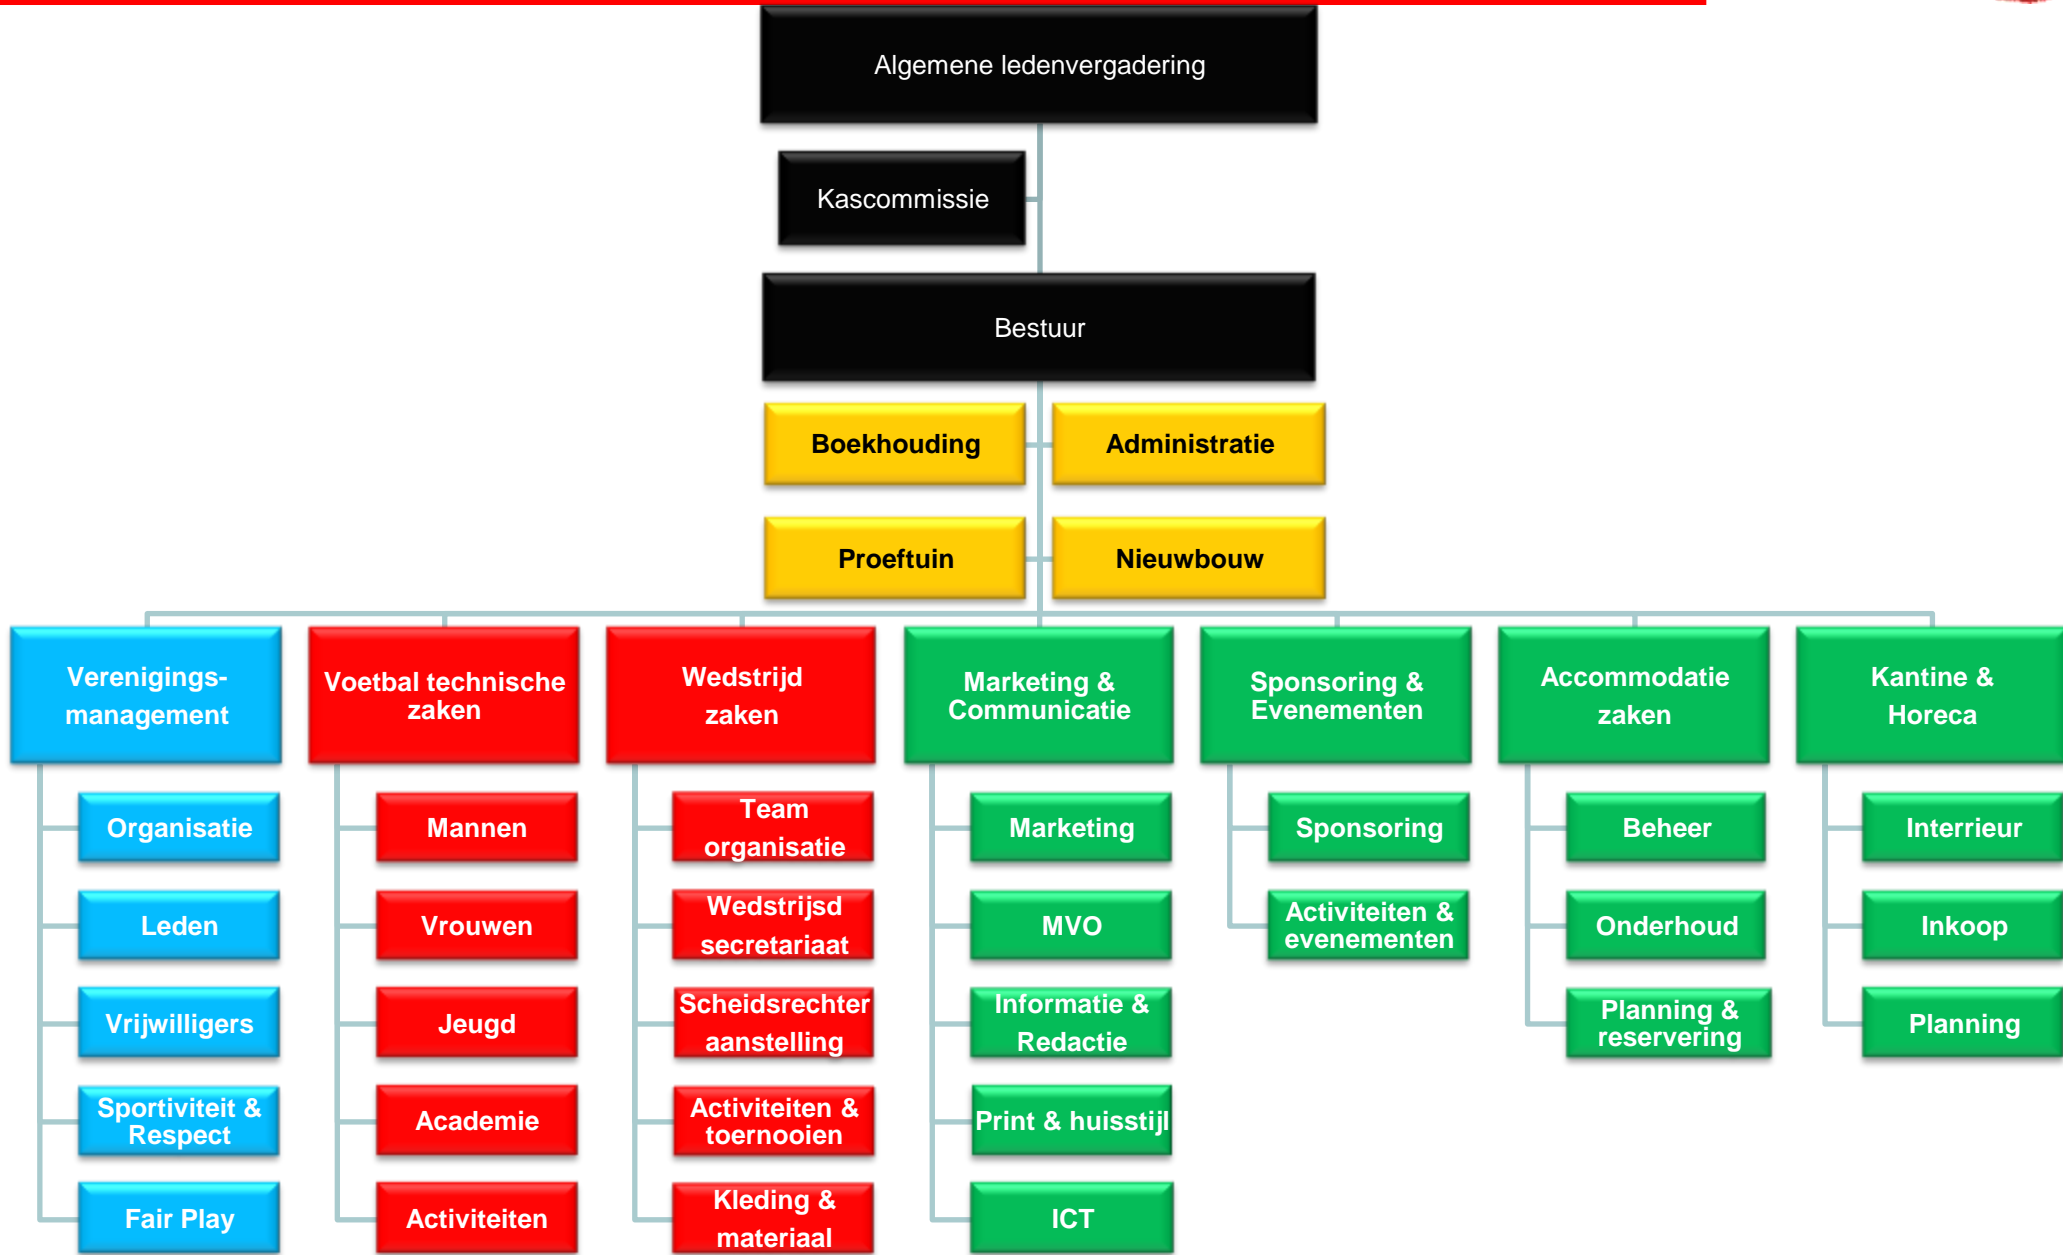 Algemene ledenvergadering
Kascommissie
Bestuur
Boekhouding
Administratie
Proeftuin
Nieuwbouw
Verenigings-
management
Voetbal technische
zaken
Wedstrijd
zaken
Marketing &
Communicatie
Sponsoring &
Evenementen
Accommodatie
zaken
Kantine &
Horeca
Organisatie
Leden
Vrijwilligers
Sportiviteit &
Respect
Fair Play
Mannen
Vrouwen
Jeugd
Academie
Activiteiten
Team
organisatie
Wedstrijsd
secretariaat
Scheidsrechter
aanstelling
Activiteiten &
toernooien
Kleding &
materiaal
Marketing
MVO
Informatie &
Redactie
Print & huisstijl
ICT
Sponsoring
Activiteiten &
evenementen
Beheer
Onderhoud
Planning &
reservering
Interrieur
Inkoop
Planning